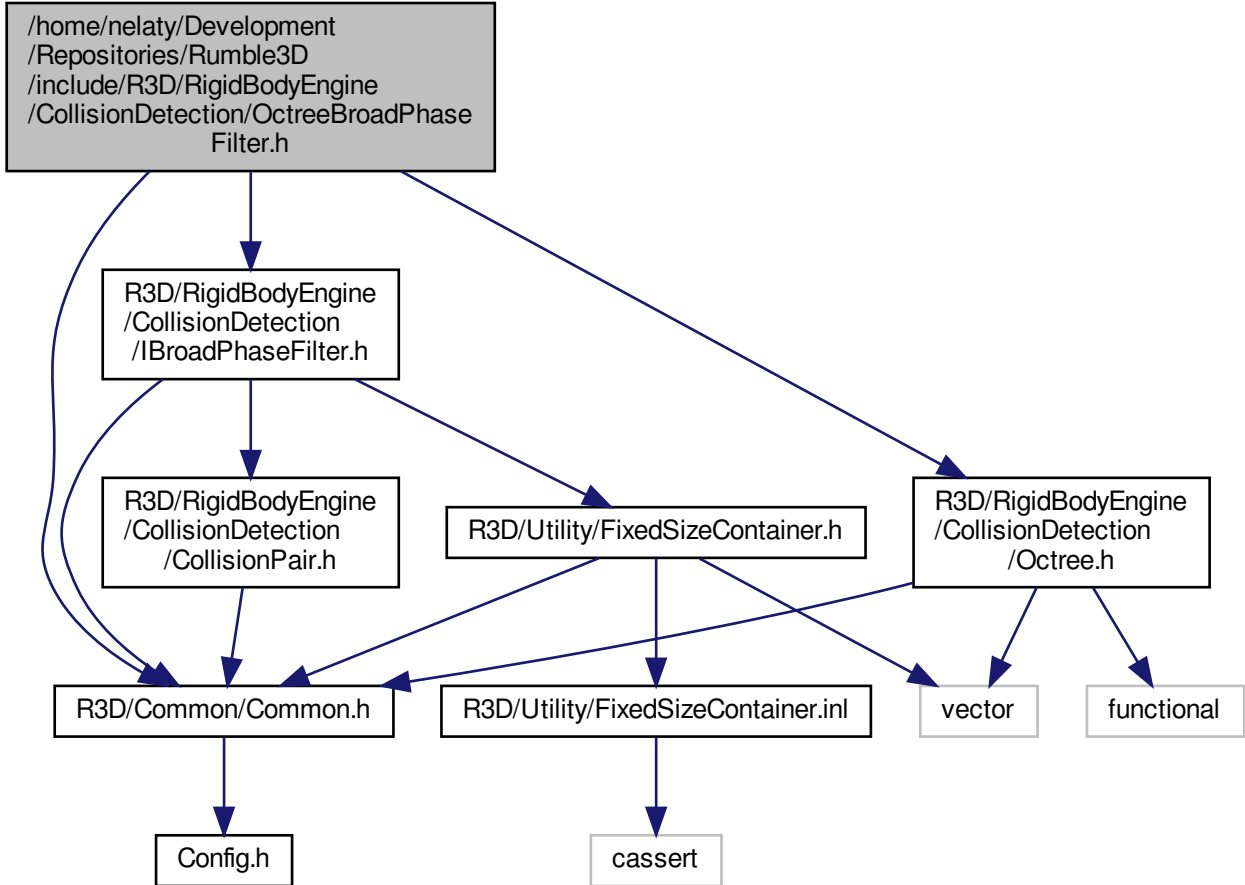 /home/nelaty/Development
/Repositories/Rumble3D
/include/R3D/RigidBodyEngine
/CollisionDetection/OctreeBroadPhase
Filter.h
R3D/RigidBodyEngine
/CollisionDetection
/IBroadPhaseFilter.h
R3D/RigidBodyEngine
/CollisionDetection
/CollisionPair.h
R3D/Utility/FixedSizeContainer.h
R3D/RigidBodyEngine
/CollisionDetection
/Octree.h
R3D/Common/Common.h
R3D/Utility/FixedSizeContainer.inl
vector
functional
Config.h
cassert